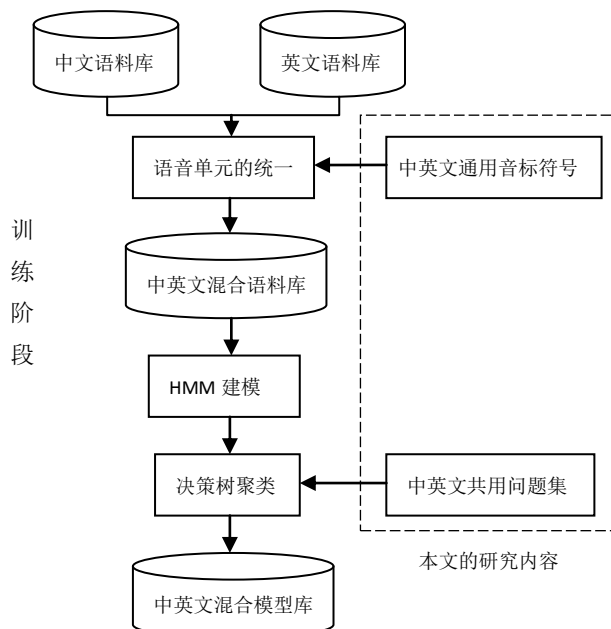 中文语料库
英文语料库
语音单元的统一
中英文通用音标符号
训
练
阶
段
中英文混合语料库
HMM 建模
决策树聚类
中英文共用问题集
本文的研究内容
中英文混合模型库